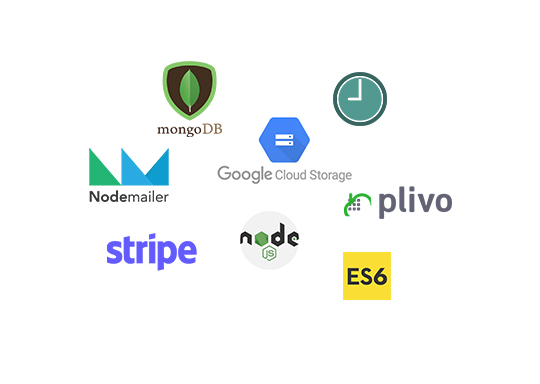 mongoDB
Google Cloud Storage
Nodemailer
plivo
stripe
node
JS
ES6